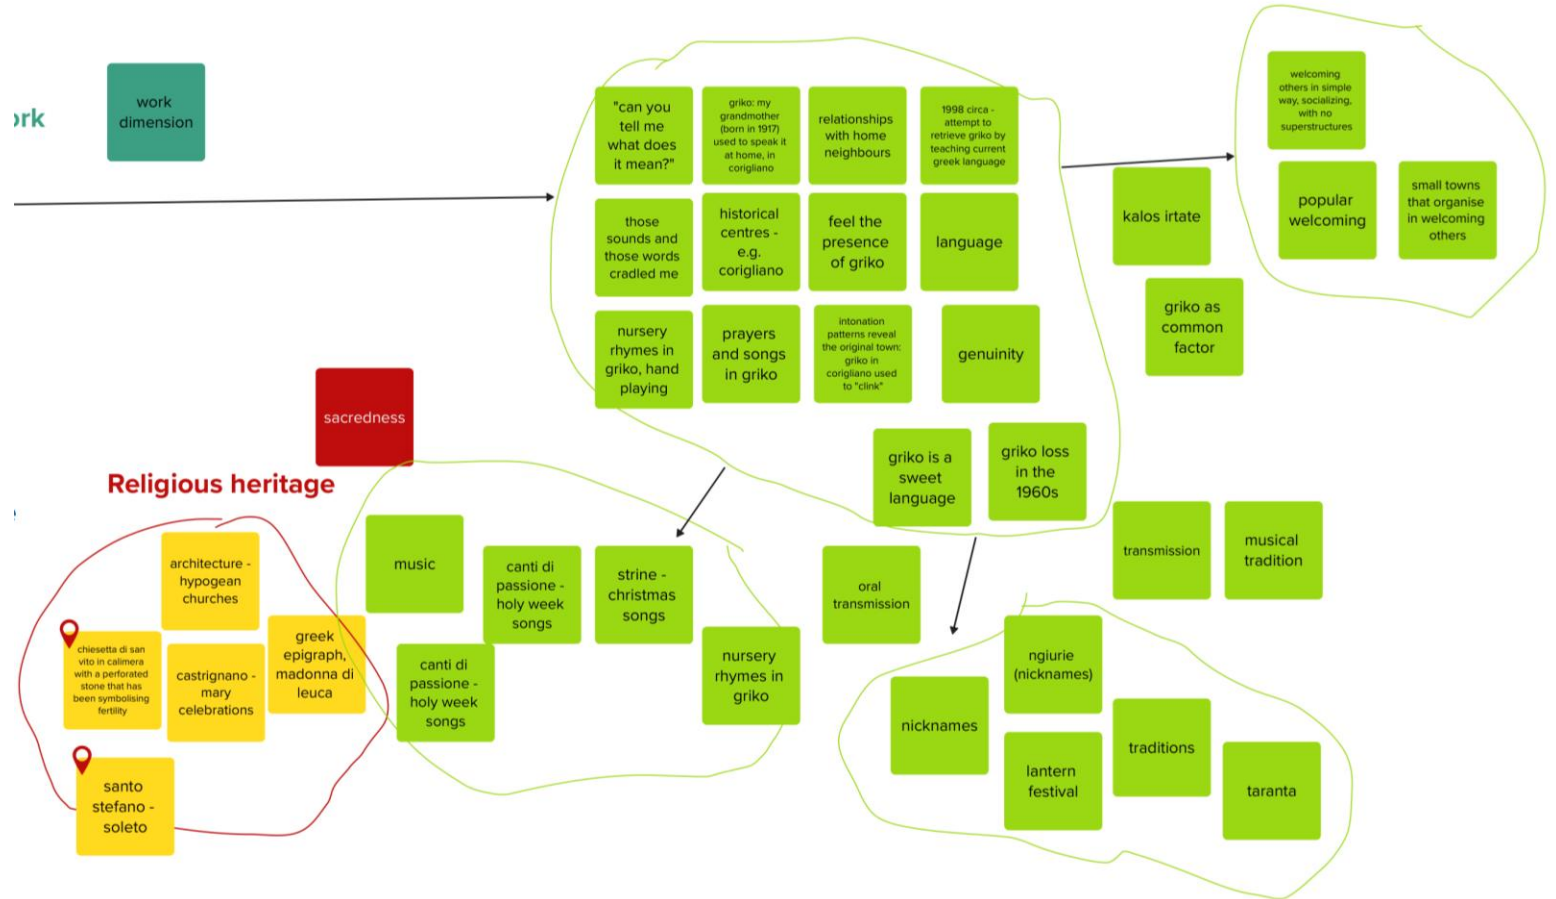 ork
work
dimension
"can you
tell me
what does
it mean?"
griko: my
grandmother
(born in 1917)
used to speak it
at home, in
corigliano
relationships
with home
neighbours
1998 circa -
attempt to
retrieve griko by
teaching current
greek language
those
sounds and
those words
cradled me
historical
centres -
e.g.
corigliano
feel the
presence
of griko
language
nursery
rhymes in
griko, hand
playing
prayers
and songs
in griko
intonation
patterns reveal
the original town:
griko in
corigliano used
to "clink"
genuinity
griko is a
sweet
language
griko loss
in the
1960s
welcoming
others in simple
way, socializing,
with no
superstructures
popular
welcoming
small towns
that organise
in welcoming
others
kalos irtate
griko as
common
factor
sacredness
Religious heritage
architecture -
hypogean
churches
chiesetta di san
vito in calimera
with a perforated
stone that has
been symbolising
fertility
castrignano -
mary
celebrations
greek
epigraph,
madonna di
leuca
santo
stefano -
soleto
music
canti di
passione -
holy week
songs
strine -
christmas
songs
canti di
passione -
holy week
songs
nursery
rhymes in
griko
oral
transmission
transmission
musical
tradition
ngiurie
(nicknames)
nicknames
lantern
festival
traditions
taranta